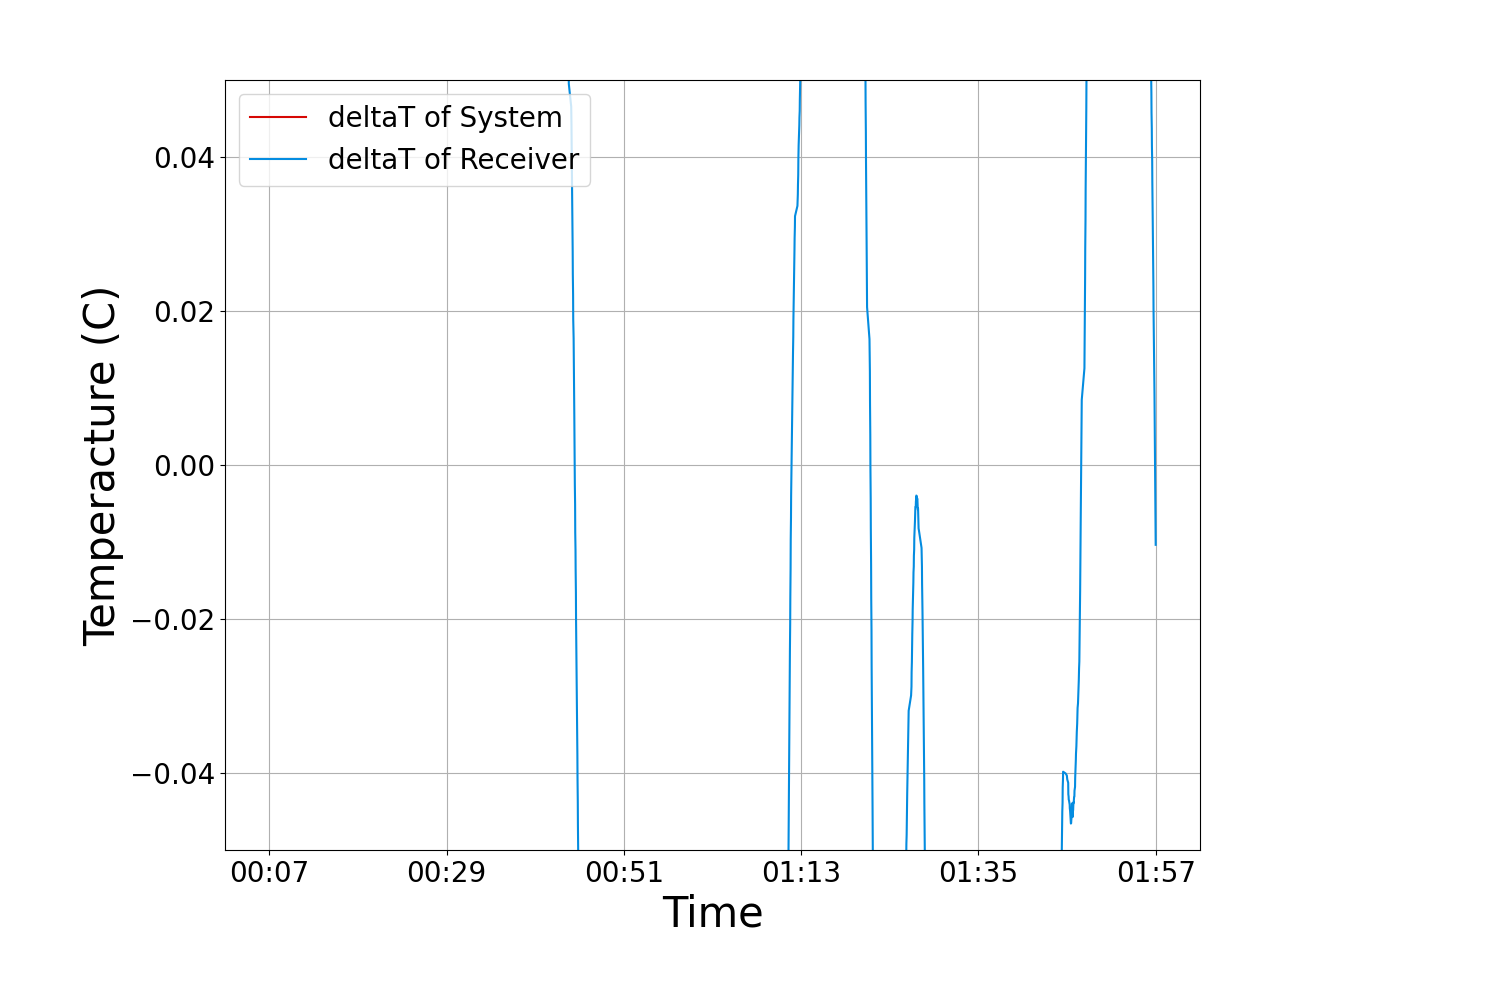 deltaT of System
deltaT of Receiver
0.04
0.02
0.00
−0.02
−0.04
Temperacture (C)
00:07
00:29
00:51
01:13
01:35
01:57
Time